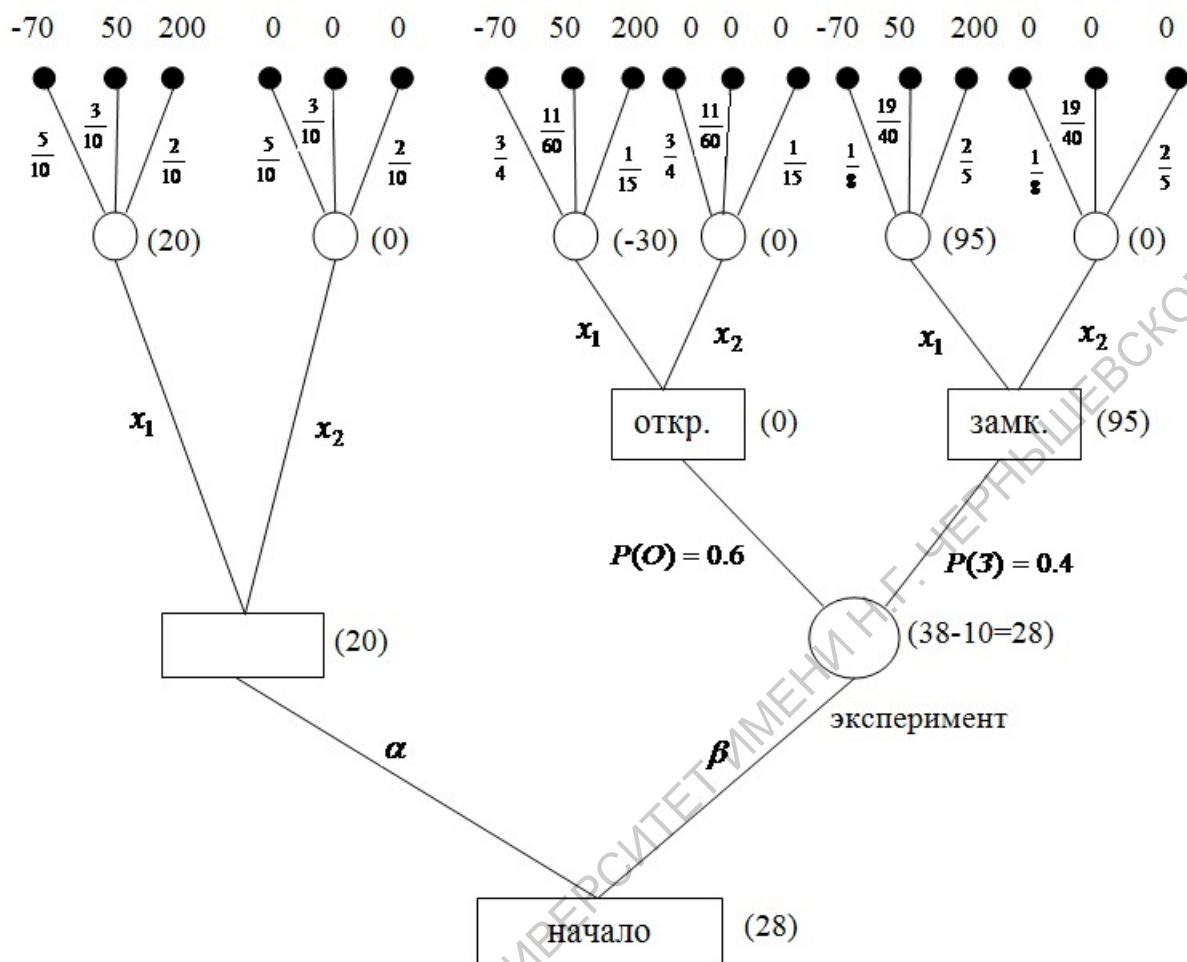 -70 50 200 0 0 0 -70 50 200 0 0 0 -70 50 200 0 0 0
5/10 3/10 2/10 5/10 3/10 2/10 3/4 11/60 1/15 3/4 11/60 1/15 1/8 19/40 2/5 1/8 19/40 2/5
(20) (0) (-30) (0) (95) (0)
x₁ x₂ x₁ x₂
откр. (0) замк. (95)
x₁ x₂
P(O) = 0.6 P(З) = 0.4
(20) (38-10=28)
эксперимент
α β
начало (28)
ИВЕРСИТЕТ ИМЕНИ Н.Г. ЧЕРНЫШЕВСКО